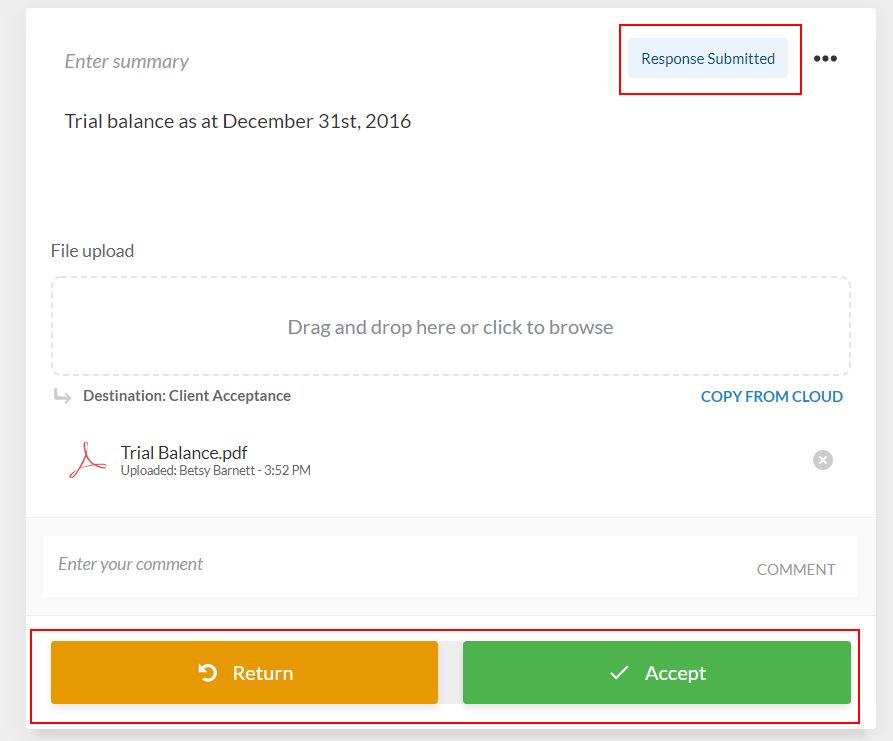 Enter summary
Response Submitted
Trial balance as at December 31st, 2016
File upload
Drag and drop here or click to browse
Destination: Client Acceptance
COPY FROM CLOUD
Trial Balance.pdf
Uploaded: Betsy Barnett - 3:52 PM
Enter your comment
COMMENT
Return
Accept